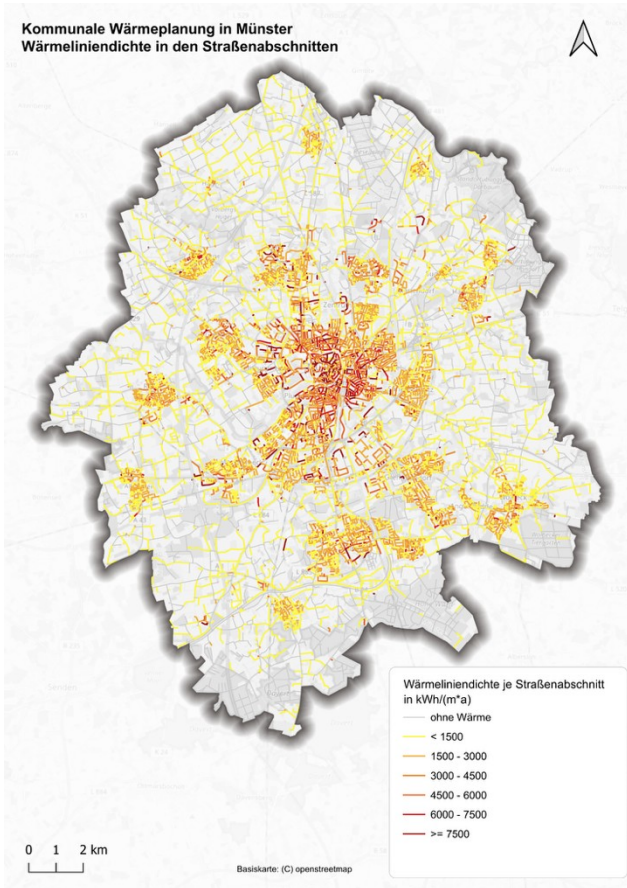 Kommunale Wärmeplanung in Münster
Wärmeliniendichte in den Straßenabschnitten
Wärmeliniendichte je Straßenabschnitt
in kWh/(m*a)
ohne Wärme
< 1500
1500 - 3000
3000 - 4500
4500 - 6000
6000 - 7500
>= 7500
0 1 2 km
Basiskarte: (C) openstreetmap